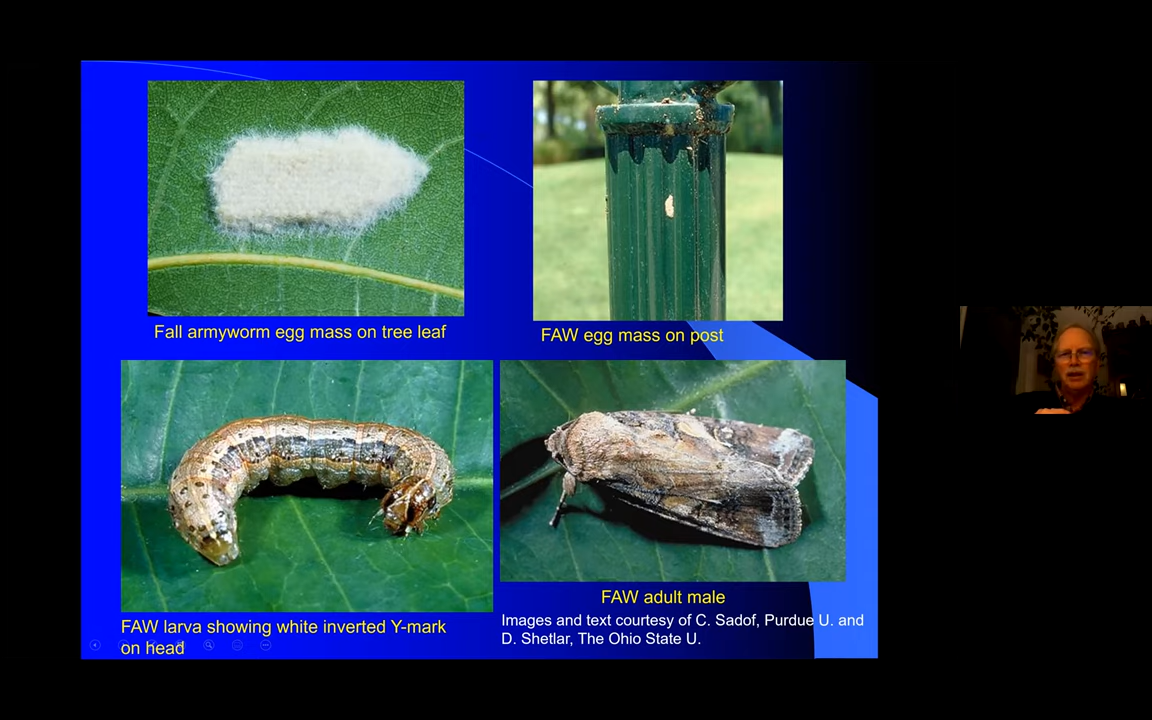 Fall armyworm egg mass on tree leaf
FAW egg mass on post
FAW larva showing white inverted Y-mark
on head
FAW adult male
Images and text courtesy of C. Sadof, Purdue U. and
D. Shetlar, The Ohio State U.